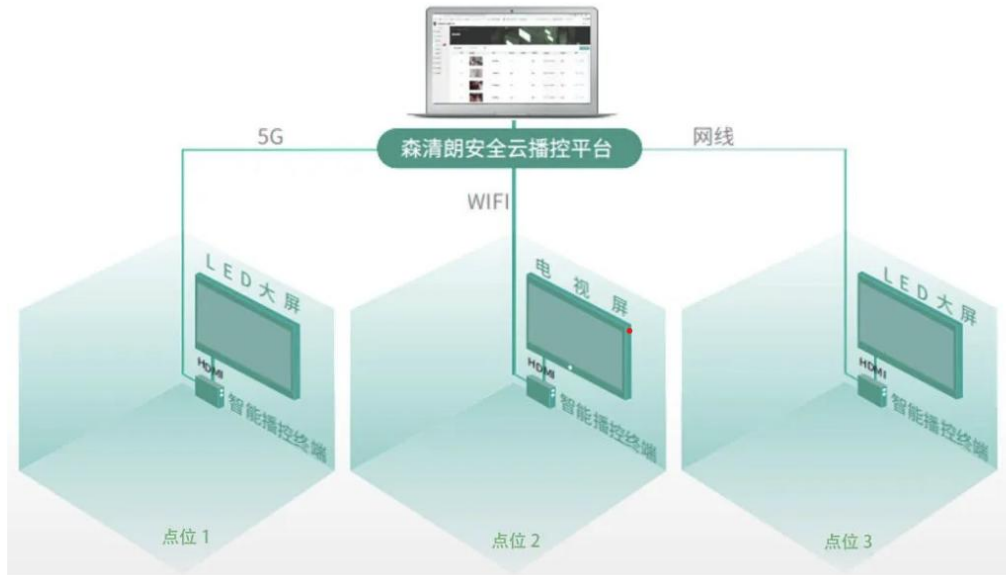 5G
森清朗安全云播控平台
网线
WIFI
LED大屏
HDMI
智能播控终端
点位 1
电视屏
HDMI
智能播控终端
点位 2
LED大屏
HDMI
智能播控终端
点位 3